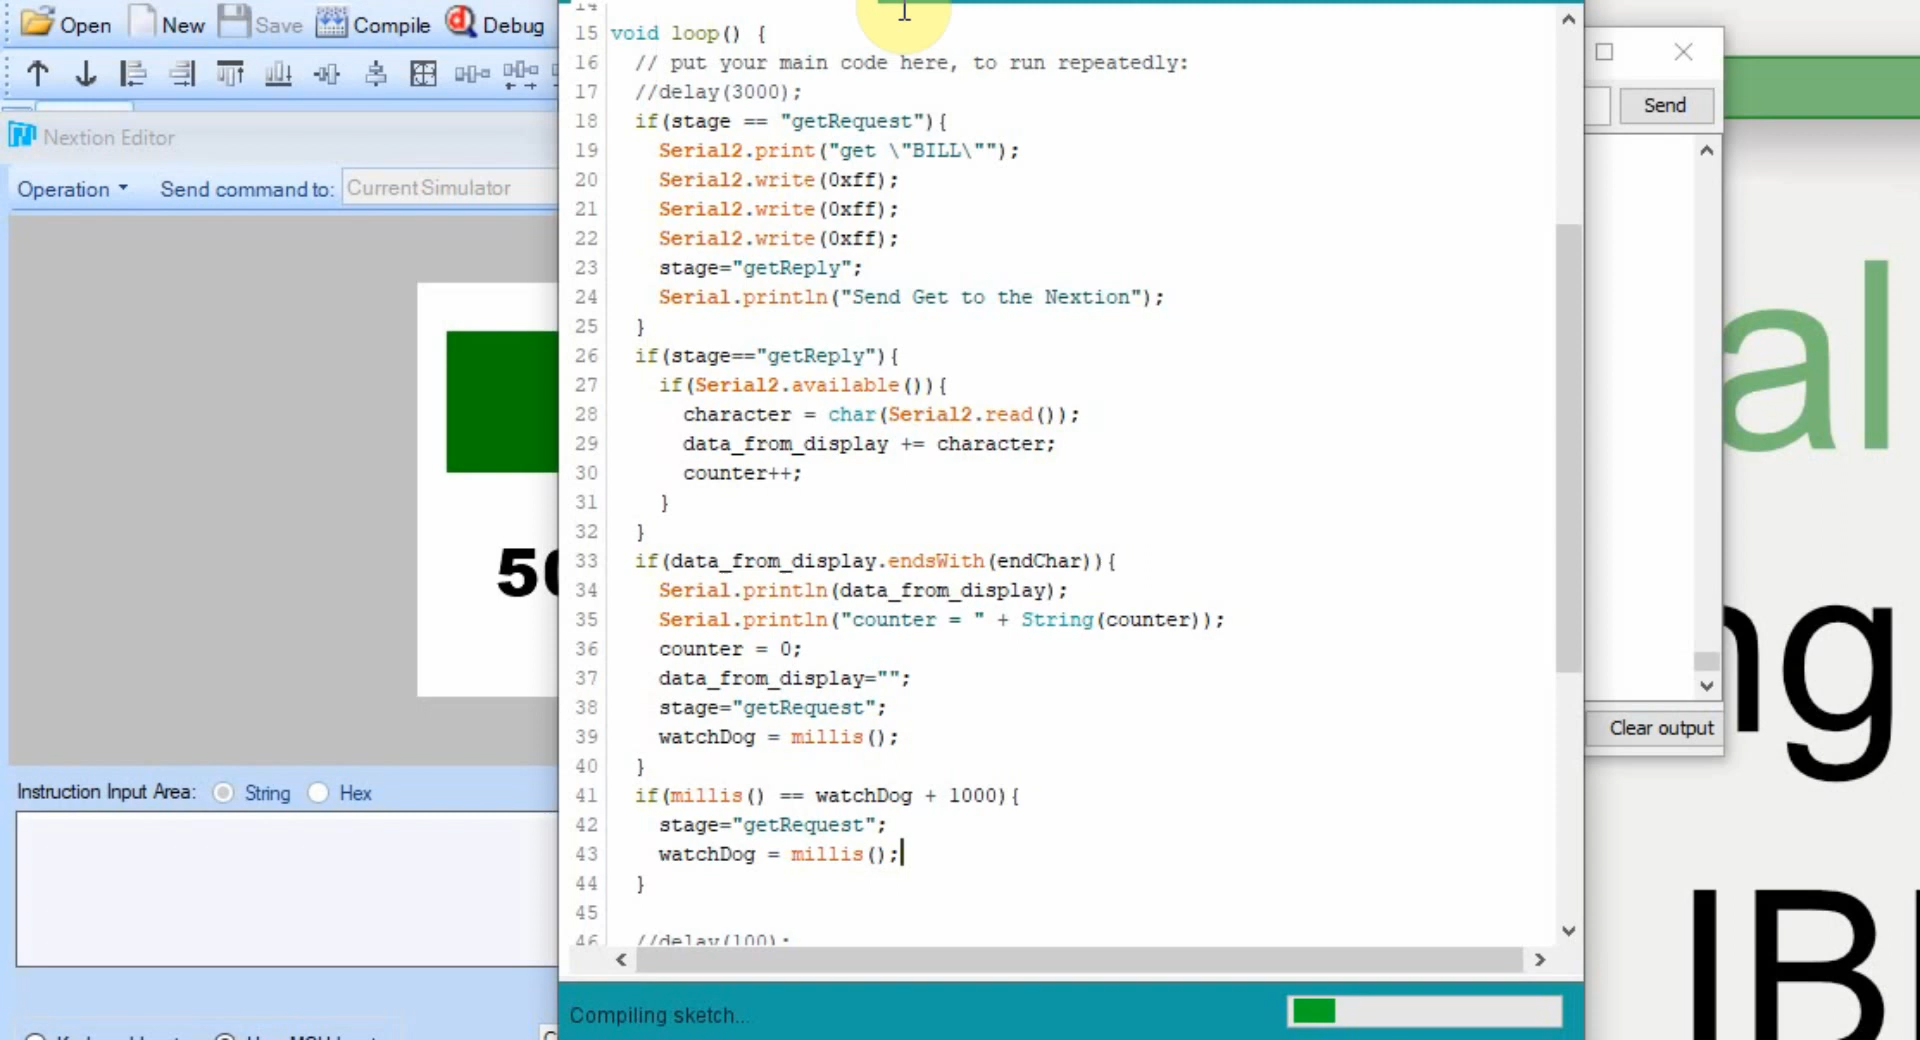 Open New Save Compile Debug
Nextion Editor
Operation Send command to: Current Simulator
50
Instruction Input Area: String Hex
14
15 void loop() {
16 // put your main code here, to run repeatedly:
17 //delay(3000);
18 if(stage == "getRequest"){
19 Serial2.print("get \"BILL\"");
20 Serial2.write(0xff);
21 Serial2.write(0xff);
22 Serial2.write(0xff);
23 stage="getReply";
24 Serial.println("Send Get to the Nextion");
25 }
26 if(stage=="getReply"){
27 if(Serial2.available()){
28 character = char(Serial2.read());
29 data_from_display += character;
30 counter++;
31 }
32 }
33 if(data_from_display.endsWith(endChar)){
34 Serial.println(data_from_display);
35 Serial.println("counter = " + String(counter));
36 counter = 0;
37 data_from_display="";
38 stage="getRequest";
39 watchDog = millis();
40 }
41 if(millis() == watchDog + 1000){
42 stage="getRequest";
43 watchDog = millis();
44 }
45
46 //delay(100);
Compiling sketch...
Send
Clear output
al
ng